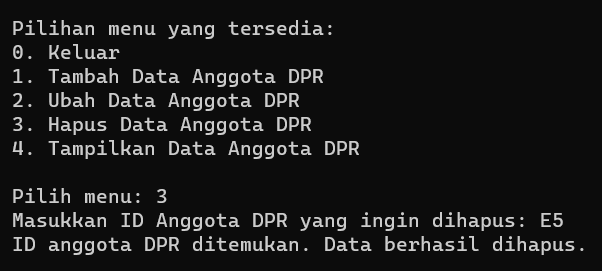 Pilihan menu yang tersedia:
0. Keluar
1. Tambah Data Anggota DPR
2. Ubah Data Anggota DPR
3. Hapus Data Anggota DPR
4. Tampilkan Data Anggota DPR
Pilih menu: 3
Masukkan ID Anggota DPR yang ingin dihapus: E5
ID anggota DPR ditemukan. Data berhasil dihapus.